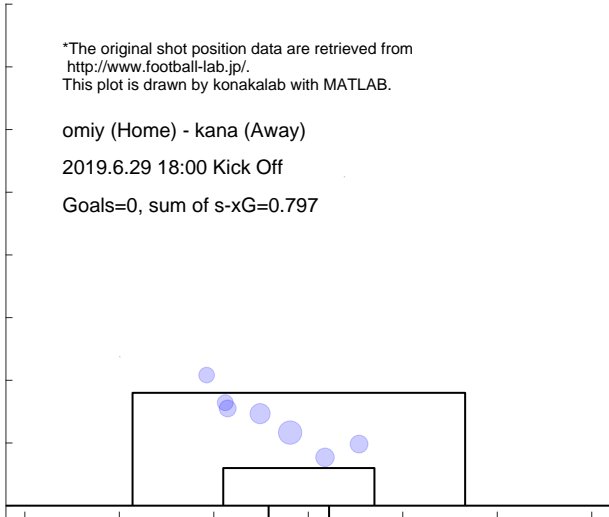 *The original shot position data are retrieved from
http://www.football-lab.jp/.
This plot is drawn by konakalab with MATLAB.
omiy (Home) - kana (Away)
2019.6.29 18:00 Kick Off
Goals=0, sum of s-xG=0.797